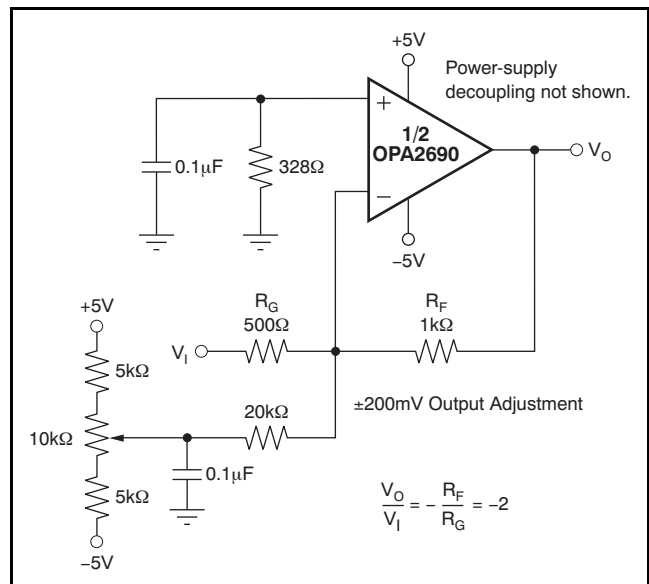 +5V
Power-supply
decoupling not shown.
+
1/2
OPA2690
−
0.1μF
328Ω
V_O
−5V
+5V
R_G
500Ω
R_F
1kΩ
V_I
5kΩ
20kΩ
±200mV Output Adjustment
10kΩ
0.1μF
5kΩ
V_O/V_I = − R_F/R_G = −2
−5V